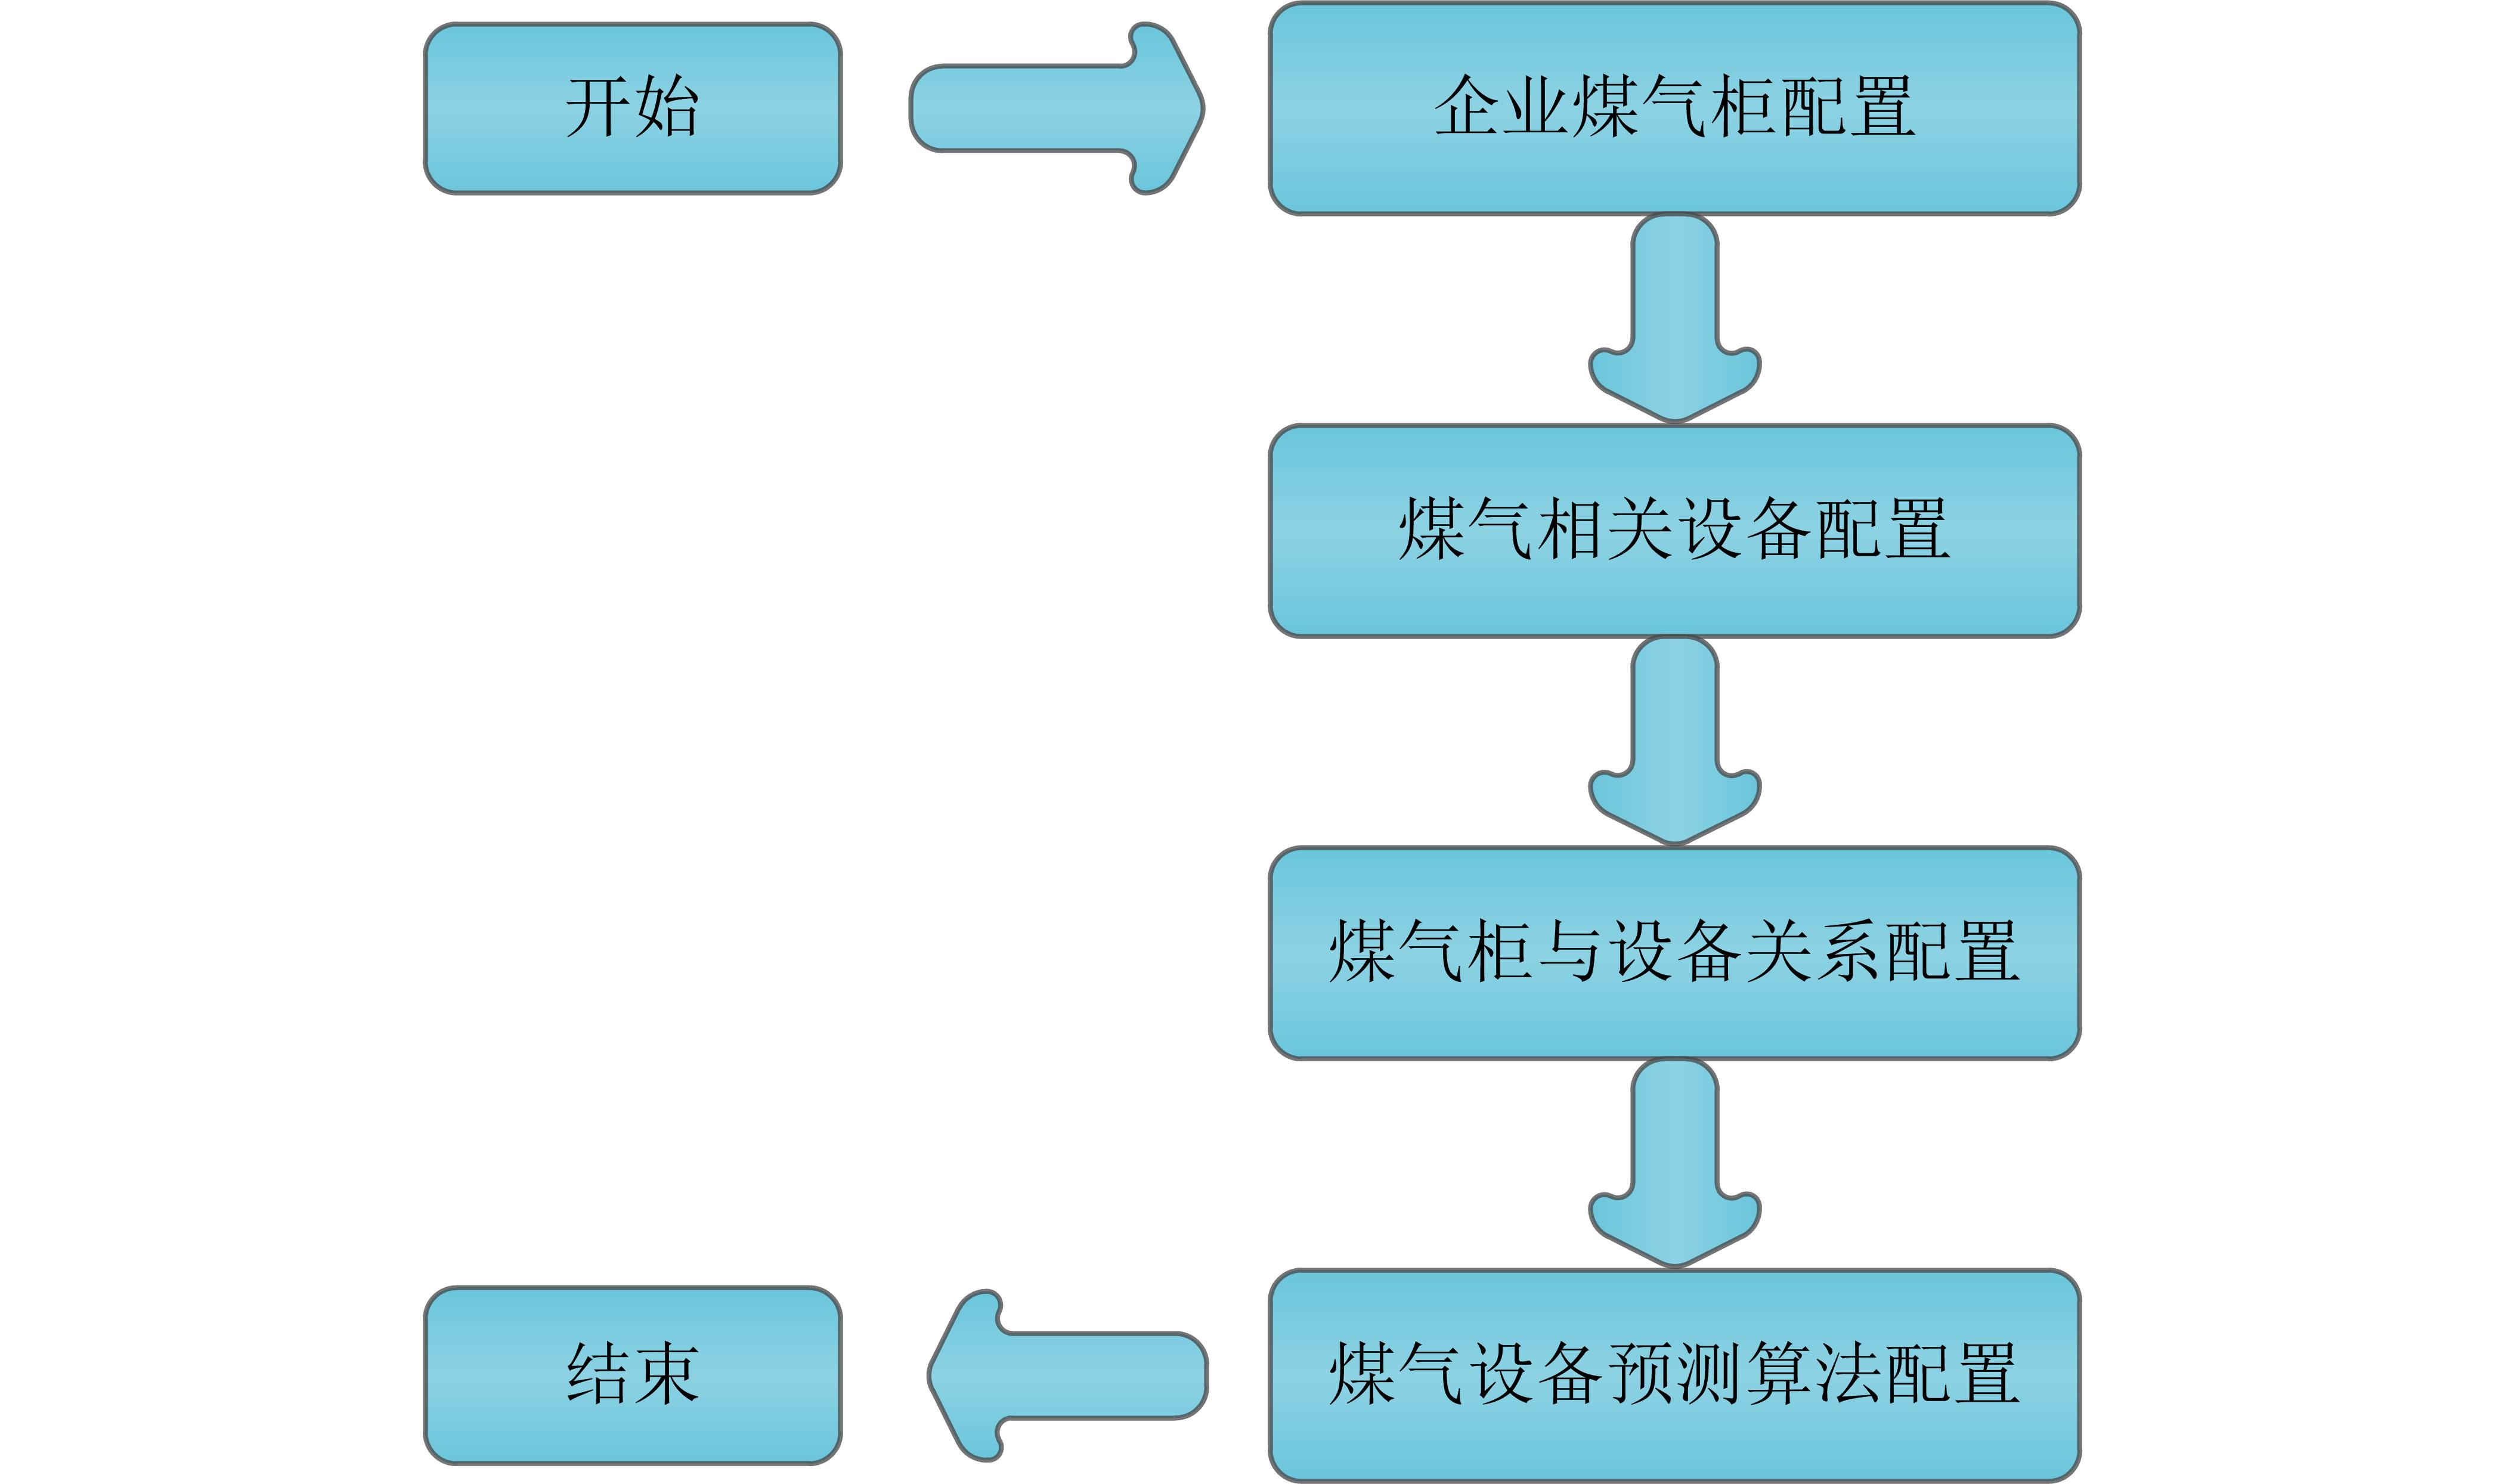 开始
企业煤气柜配置
煤气相关设备配置
煤气柜与设备关系配置
煤气设备预测算法配置
结束